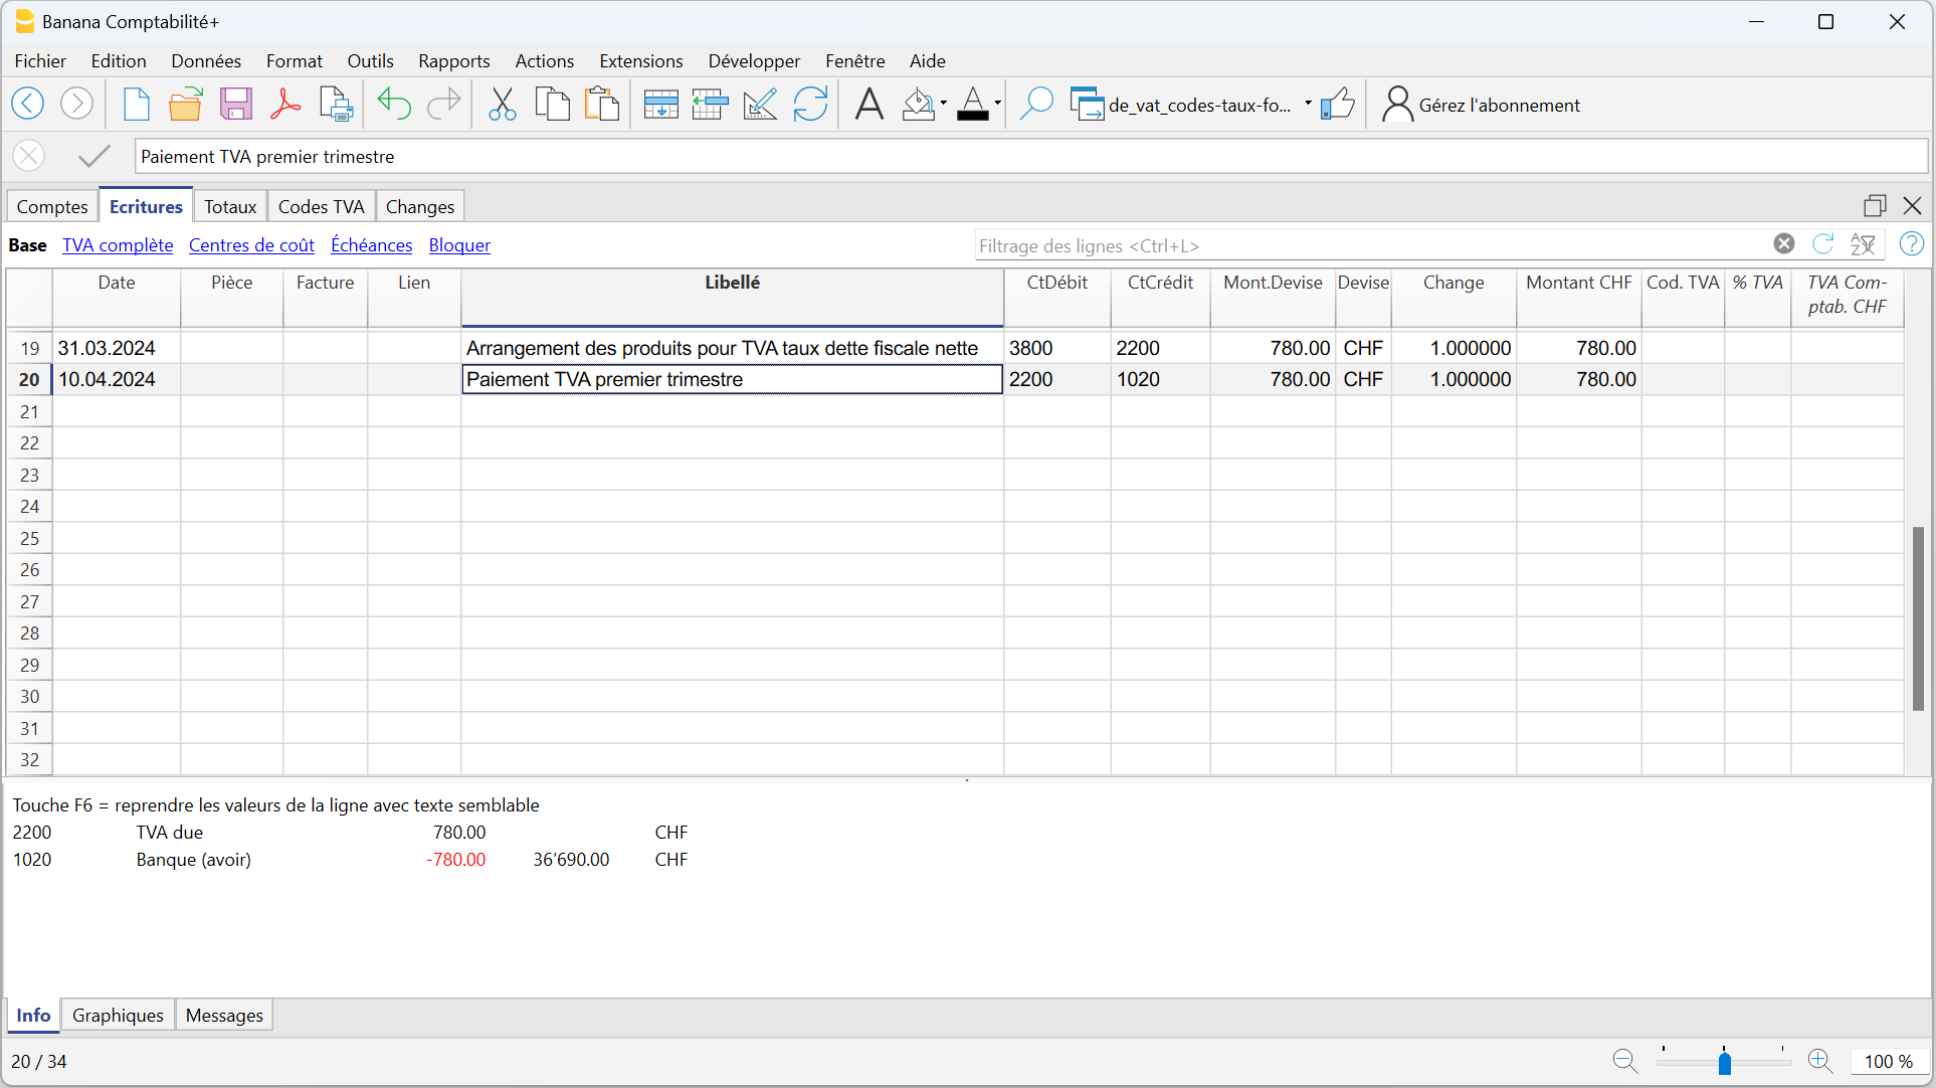 Banana Comptabilité+
Fichier Edition Données Format Outils Rapports Actions Extensions Développer Fenêtre Aide
de_vat_codes-taux-fo... Gérez l'abonnement
Paiement TVA premier trimestre
Comptes Ecritures Totaux Codes TVA Changes
Base TVA complète Centres de coût Échéances Bloquer Filtrage des lignes <Ctrl+L>
Date Pièce Facture Lien Libellé CtDébit CtCrédit Mont.Devise Devise Change Montant CHF Cod. TVA % TVA TVA Com-
ptab. CHF
19 31.03.2024 Arrangement des produits pour TVA taux dette fiscale nette 3800 2200 780.00 CHF 1.000000 780.00
20 10.04.2024 Paiement TVA premier trimestre 2200 1020 780.00 CHF 1.000000 780.00
21
22
23
24
25
26
27
28
29
30
31
32
Touche F6 = reprendre les valeurs de la ligne avec texte semblable
2200 TVA due 780.00 CHF
1020 Banque (avoir) -780.00 36’690.00 CHF
Info Graphiques Messages
20 / 34 100 %